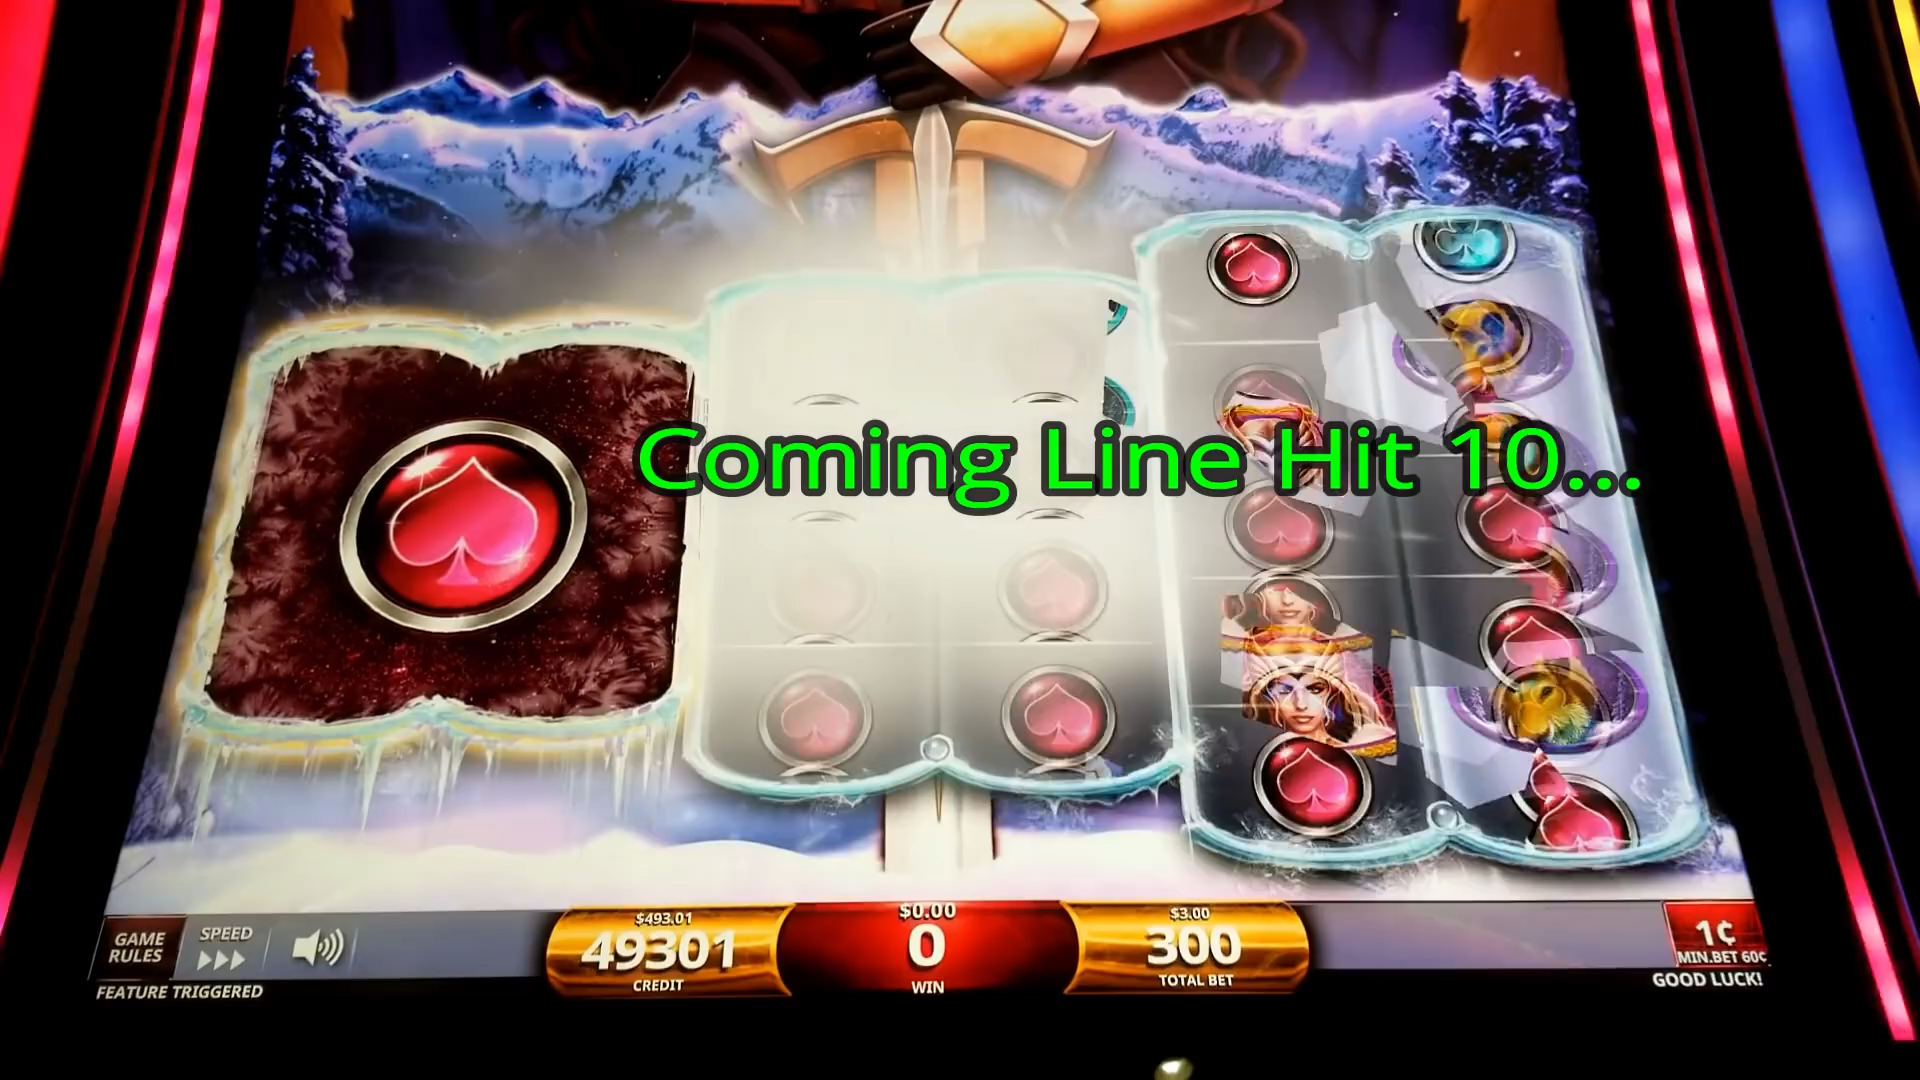 Coming Line Hit 10...
GAME RULES
SPEED
$493.01
49301
CREDIT
$0.00
0
WIN
$3.00
300
TOTAL BET
1¢
MIN.BET 60¢
FEATURE TRIGGERED
GOOD LUCK!